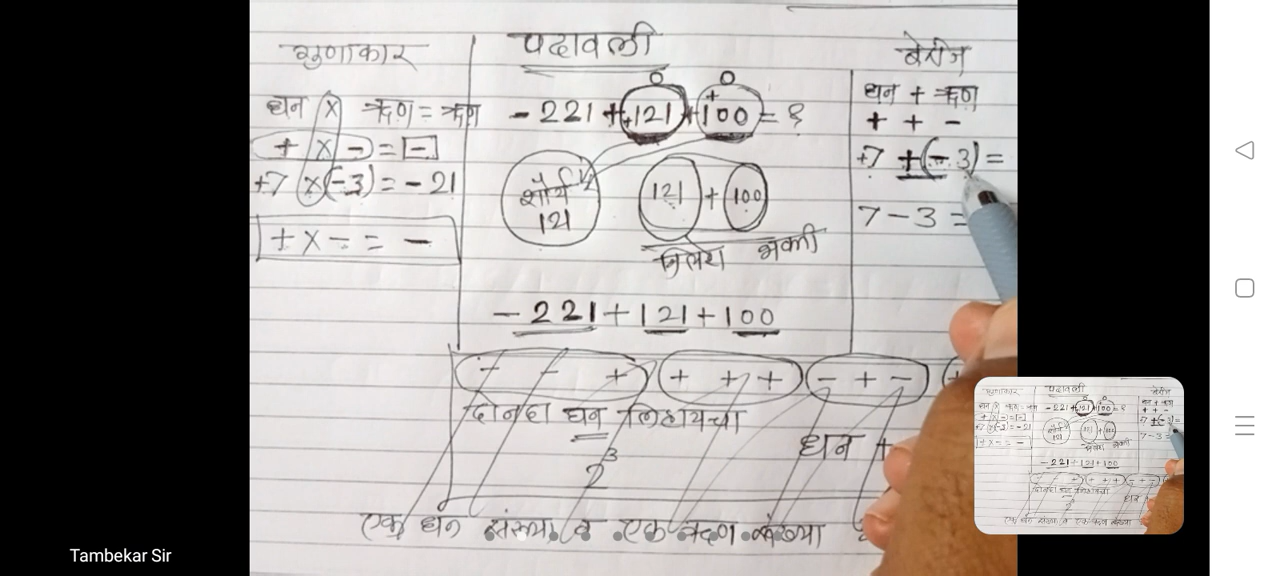 गुणाकार
धन × ऋण = ऋण
+ × - = -
+7 × (-3) = -21
+ × - = -
पदावली
- 221 + 121 + 100 = ?
शौर्य
121
121 + 100
- 221 + 121 + 100
बेरीज
धन + ऋण
+ + -
+7 + (-3) =
7 - 3 =
- - + + + + - + -
दोनदा धन लिहायचा
धन +
2³
एक धन संख्या व एक ऋण संख्या
Tambekar Sir